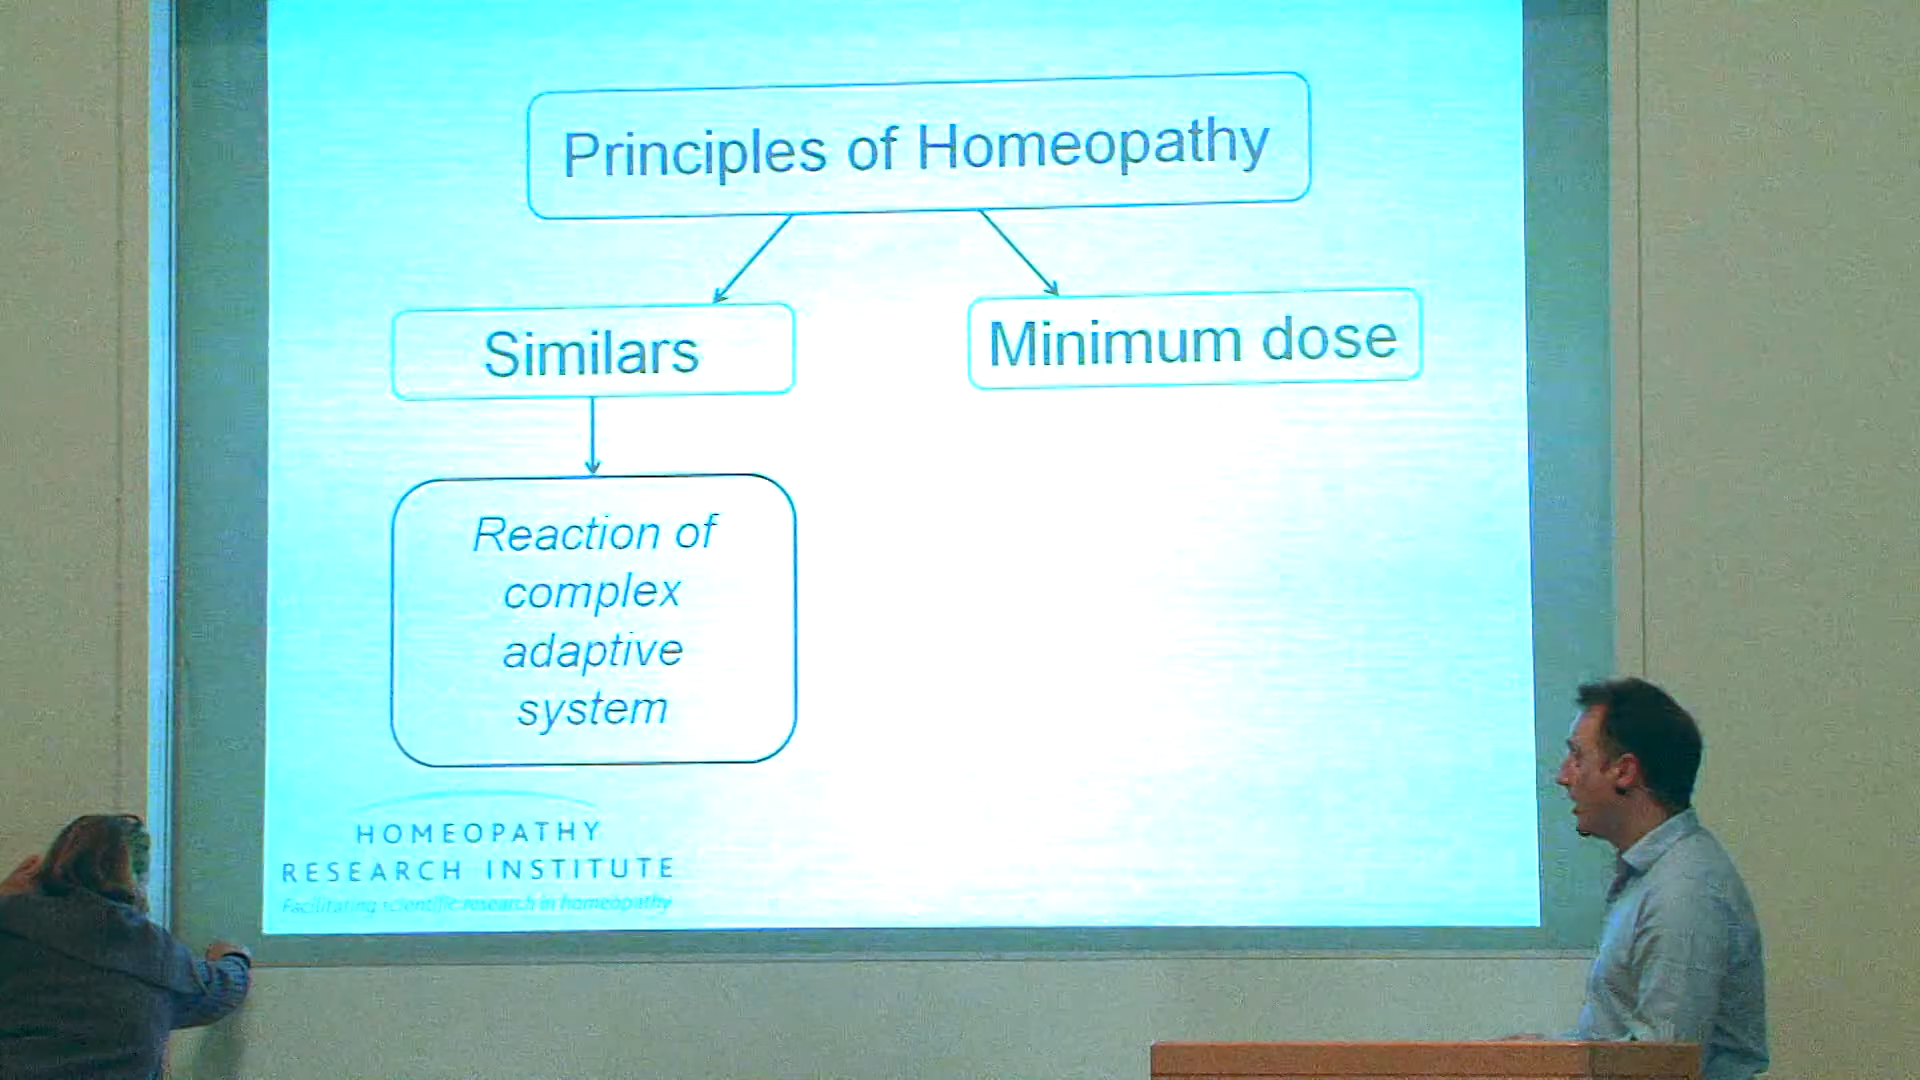 Principles of Homeopathy
Similars
Minimum dose
Reaction of
complex
adaptive
system
HOMEOPATHY
RESEARCH INSTITUTE
Facilitating scientific research in homeopathy